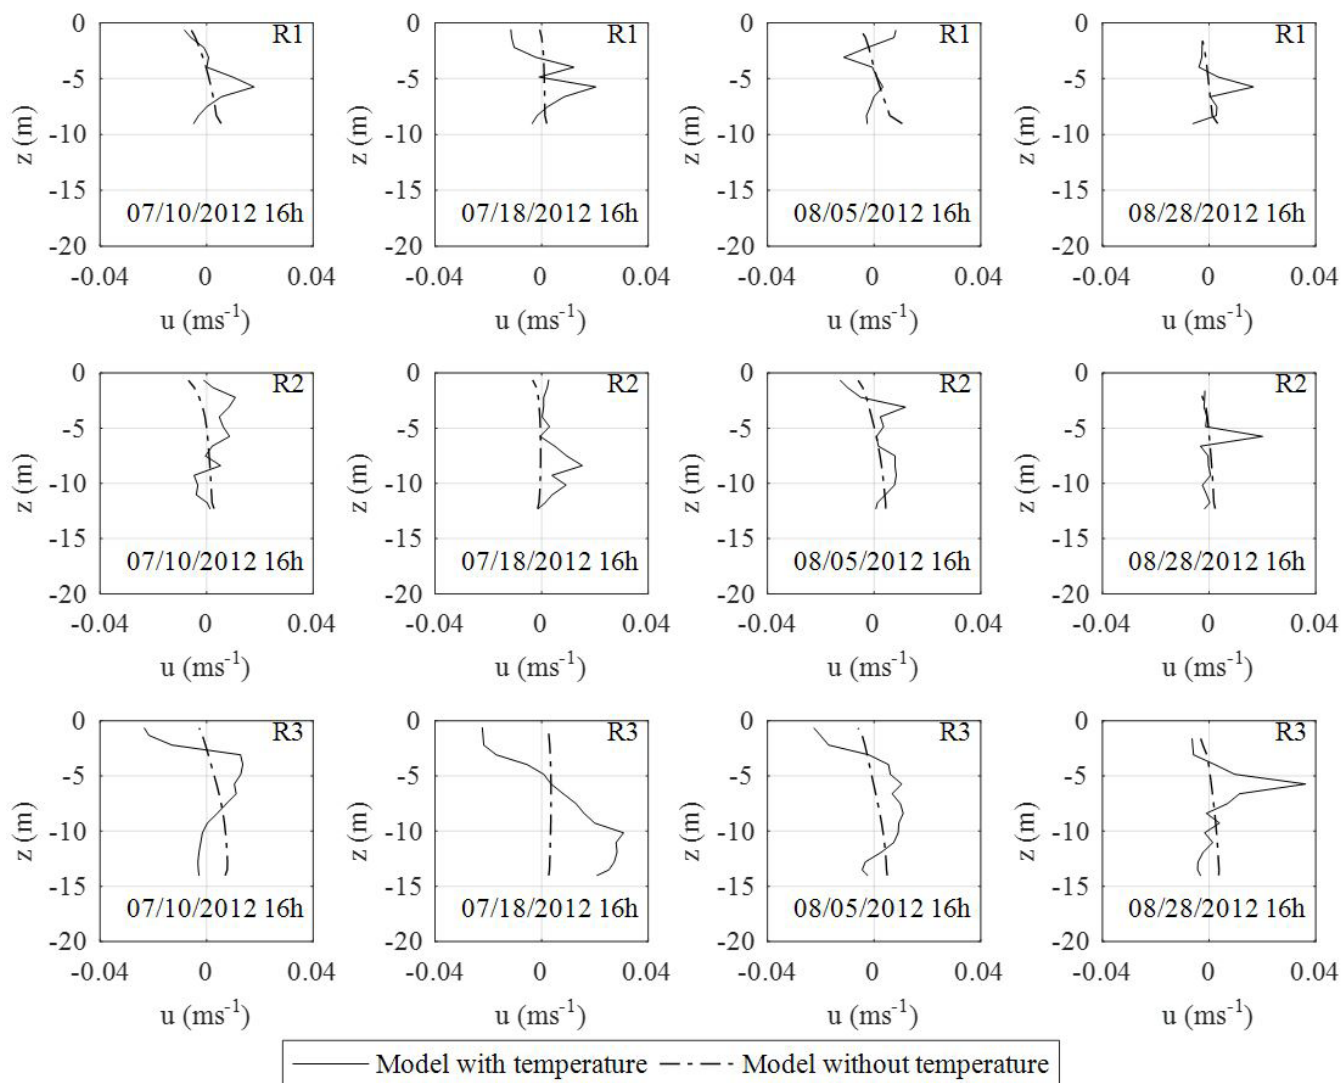 0 R1 0 R1 0 R1 0 R1
-5 -5 -5 -5
z (m) z (m) z (m) z (m)
-10 -10 -10 -10
-15 -15 -15 -15
07/10/2012 16h 07/18/2012 16h 08/05/2012 16h 08/28/2012 16h
-20 -20 -20 -20
-0.04 0 0.04 -0.04 0 0.04 -0.04 0 0.04 -0.04 0 0.04
u (ms-1) u (ms-1) u (ms-1) u (ms-1)
0 R2 0 R2 0 R2 0 R2
-5 -5 -5 -5
z (m) z (m) z (m) z (m)
-10 -10 -10 -10
-15 -15 -15 -15
07/10/2012 16h 07/18/2012 16h 08/05/2012 16h 08/28/2012 16h
-20 -20 -20 -20
-0.04 0 0.04 -0.04 0 0.04 -0.04 0 0.04 -0.04 0 0.04
u (ms-1) u (ms-1) u (ms-1) u (ms-1)
0 R3 0 R3 0 R3 0 R3
-5 -5 -5 -5
z (m) z (m) z (m) z (m)
-10 -10 -10 -10
-15 -15 -15 -15
07/10/2012 16h 07/18/2012 16h 08/05/2012 16h 08/28/2012 16h
-20 -20 -20 -20
-0.04 0 0.04 -0.04 0 0.04 -0.04 0 0.04 -0.04 0 0.04
u (ms-1) u (ms-1) u (ms-1) u (ms-1)
Model with temperature Model without temperature